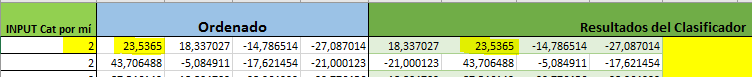 INPUT Cat por mí Ordenado Resultados del Clasificador
2 23,5365 18,337027 -14,786514 -27,087014 18,337027 23,5365 -14,786514 -27,087014
2 43,706488 -5,084911 -17,621454 -21,000123 -21,000123 43,706488 -5,084911 -17,621454